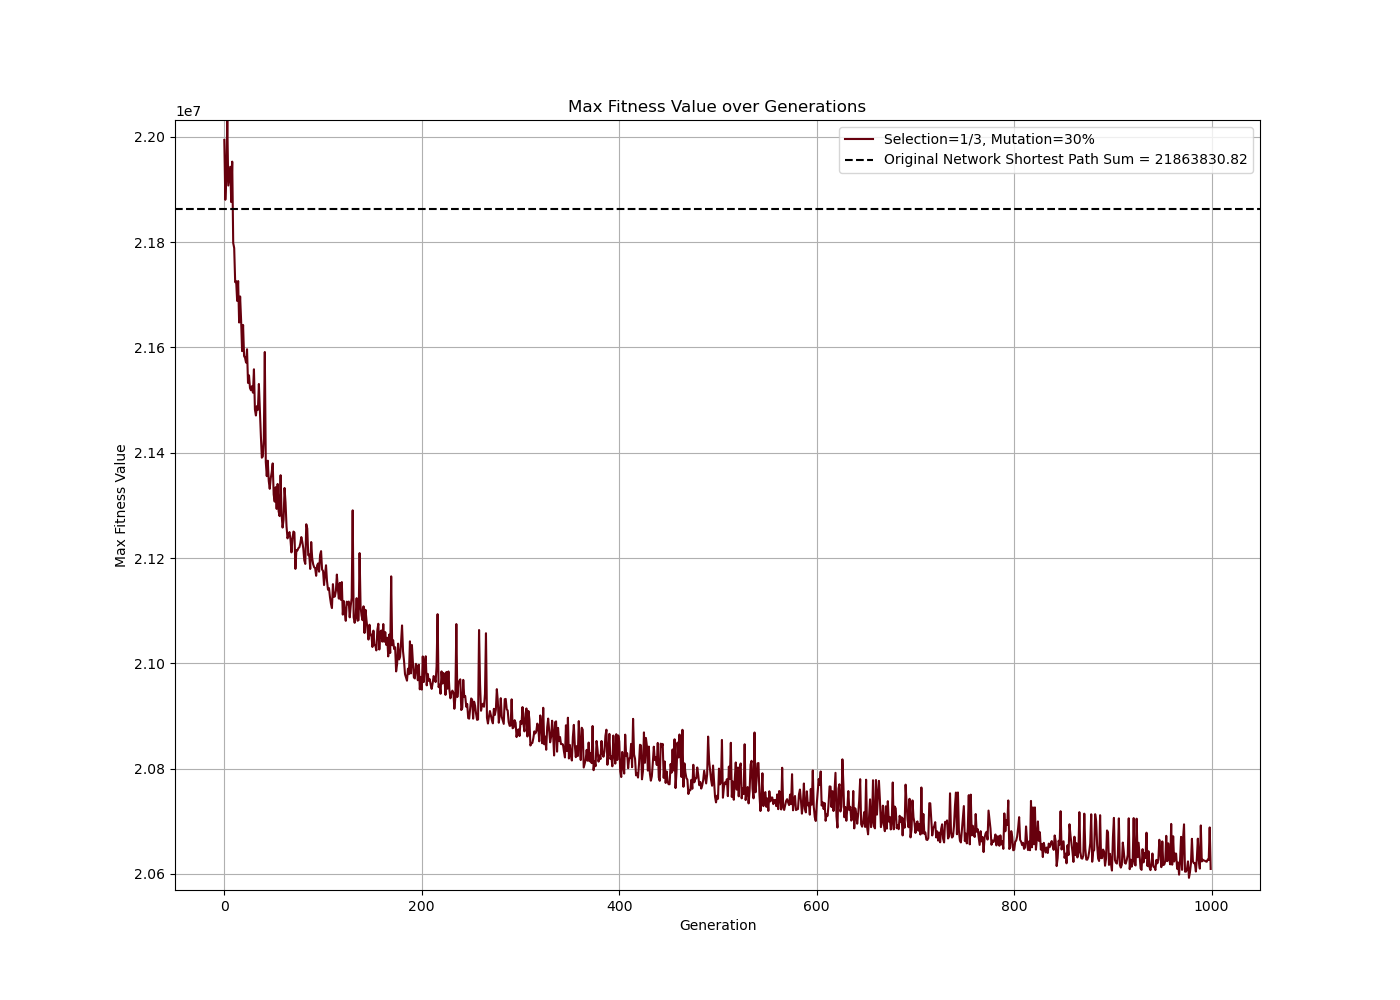 Max Fitness Value over Generations
1e7
Selection=1/3, Mutation=30%
Original Network Shortest Path Sum = 21863830.82
2.20
2.18
2.16
2.14
2.12
2.10
2.08
2.06
Max Fitness Value
0 200 400 600 800 1000
Generation